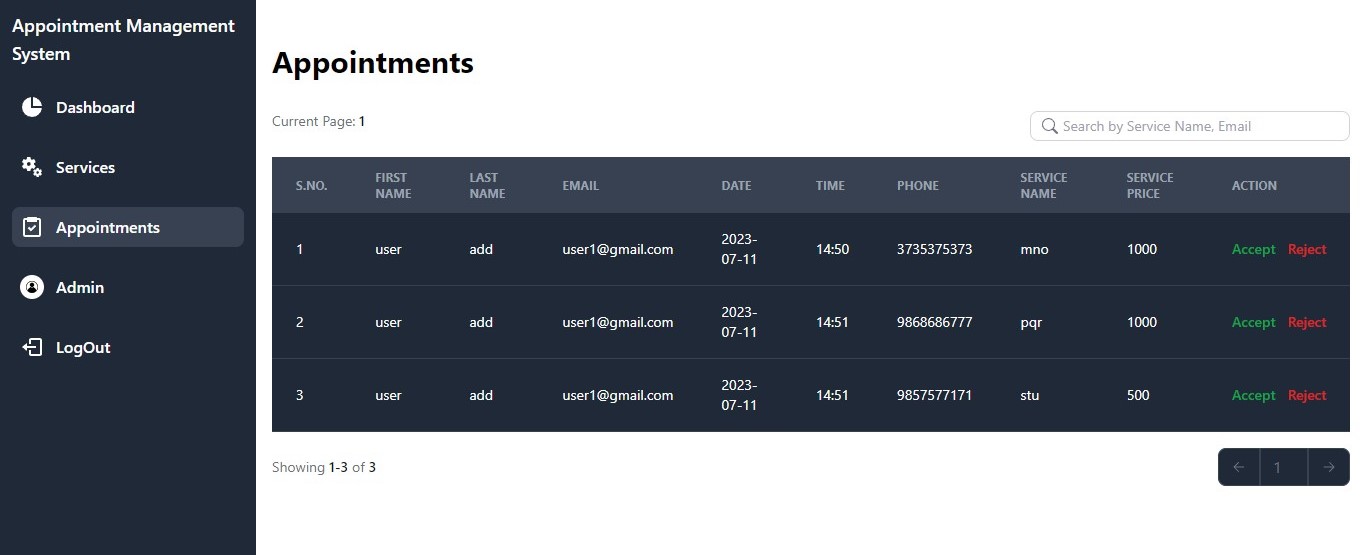 Appointment Management
System
Dashboard
Services
Appointments
Admin
LogOut
Appointments
Current Page: 1
Search by Service Name, Email
S.NO. FIRST NAME LAST NAME EMAIL DATE TIME PHONE SERVICE NAME SERVICE PRICE ACTION
1 user add user1@gmail.com 2023-07-11 14:50 3735375373 mno 1000 Accept Reject
2 user add user1@gmail.com 2023-07-11 14:51 9868686777 pqr 1000 Accept Reject
3 user add user1@gmail.com 2023-07-11 14:51 9857577171 stu 500 Accept Reject
Showing 1-3 of 3
1